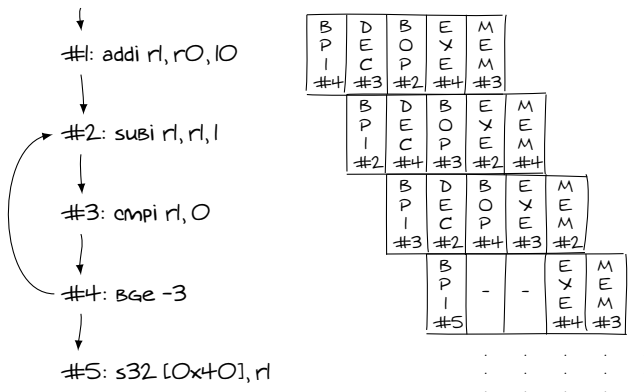 #1: addi r1, r0, 10
#2: subi r1, r1, 1
#3: cmpi r1, 0
#4: bge -3
#5: s32 [0x40], r1
B D B E M
P E O X E
I C P E M
#4 #3 #2 #4 #3
B D B E M
P E O X E
I C P E M
#2 #4 #3 #2 #4
B D B E M
P E O X E
I C P E M
#3 #2 #4 #3 #2
B E M
P - - X E
I E M
#5 #4 #3